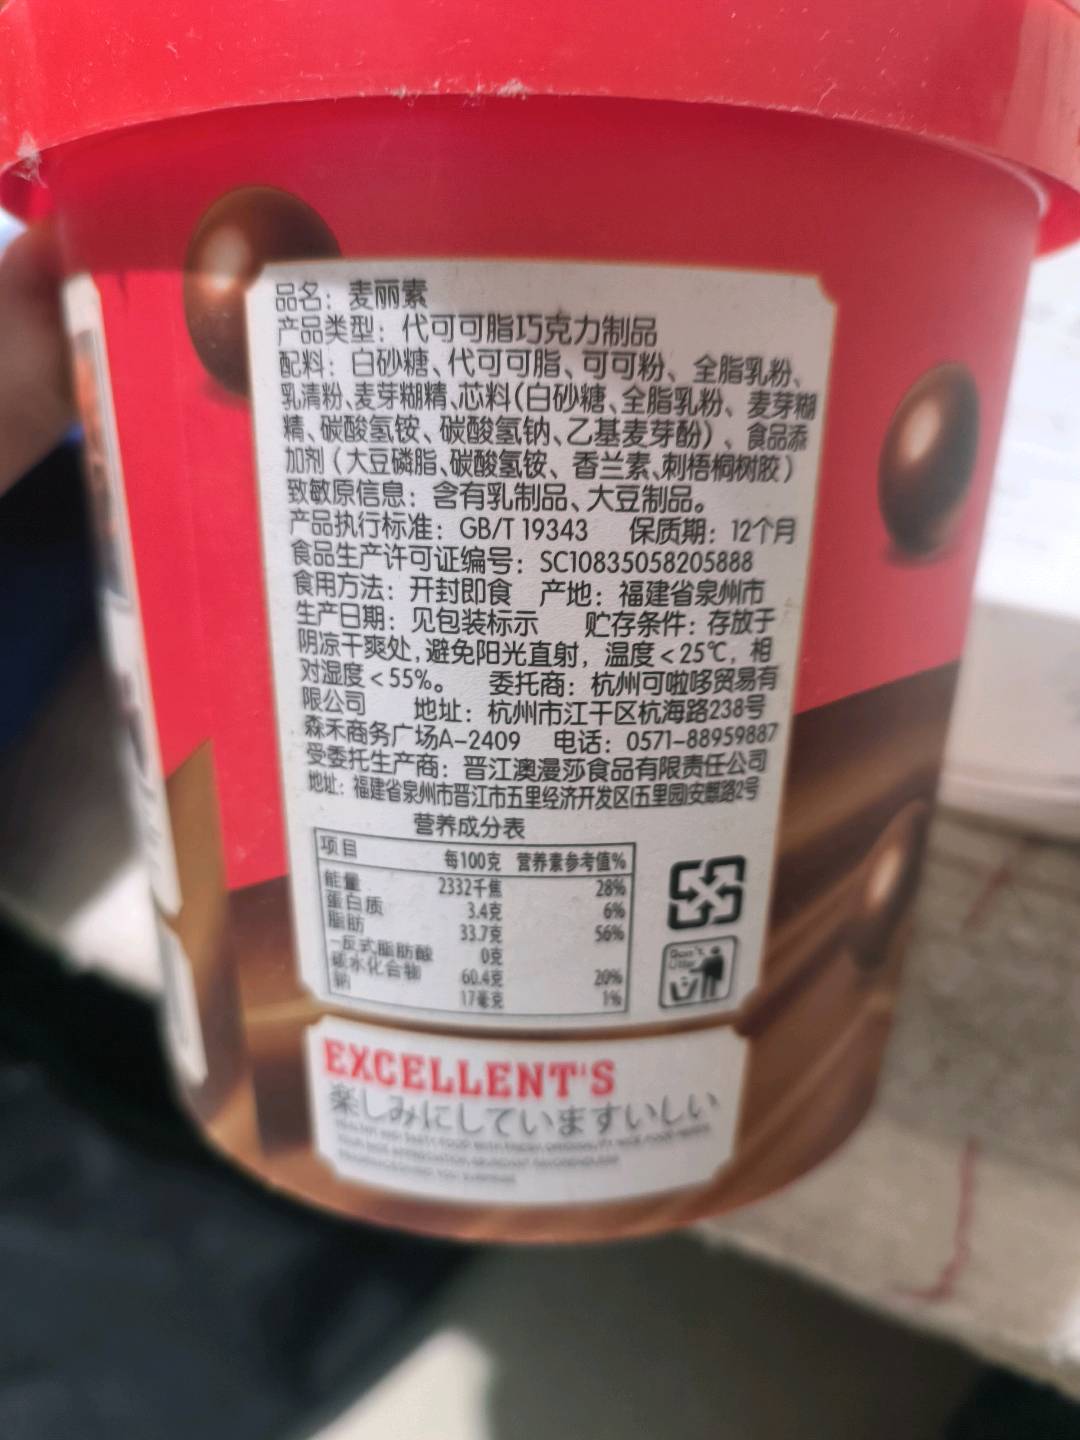 品名：麦丽素
产品类型：代可可脂巧克力制品
配料：白砂糖、代可可脂、可可粉、全脂乳粉、
乳清粉、麦芽糊精、芯料（白砂糖、全脂乳粉、麦芽糊
精、碳酸氢铵、碳酸氢钠、乙基麦芽酚）、食品添
加剂（大豆磷脂、碳酸氢铵、香兰素、刺梧桐树胶）
致敏原信息：含有乳制品、大豆制品。
产品执行标准：GB/T 19343 保质期：12个月
食品生产许可证编号：SC10835058205888
食用方法：开封即食 产地：福建省泉州市
生产日期：见包装标示 贮存条件：存放于
阴凉干爽处，避免阳光直射，温度＜25℃，相
对湿度＜55%。 委托商：杭州可啦哆贸易有
限公司 地址：杭州市江干区杭海路238号
森禾商务广场A-2409 电话：0571-88959887
受委托生产商：晋江澳漫莎食品有限责任公司
地址：福建省泉州市晋江市五里经济开发区(五里园)安麒路2号
营养成分表
项目 每100克 营养素参考值%
能量 2332千焦 28%
蛋白质 3.4克 6%
脂肪 33.7克 56%
-反式脂肪酸 0克
碳水化合物 60.4克 20%
钠 17毫克 1%
EXCELLENT'S
楽しみにしていますいしい